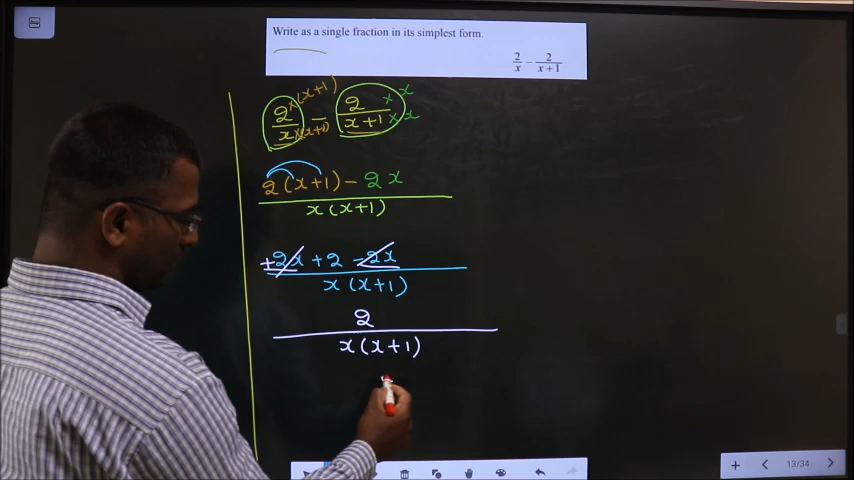 Write as a single fraction in its simplest form.
2/x − 2/(x + 1)
2×(x+1)/x×(x+1) − 2×x/x+1×x
2(x+1) − 2x
x(x+1)
+2x + 2 − 2x
x(x+1)
2
x(x+1)
13/34